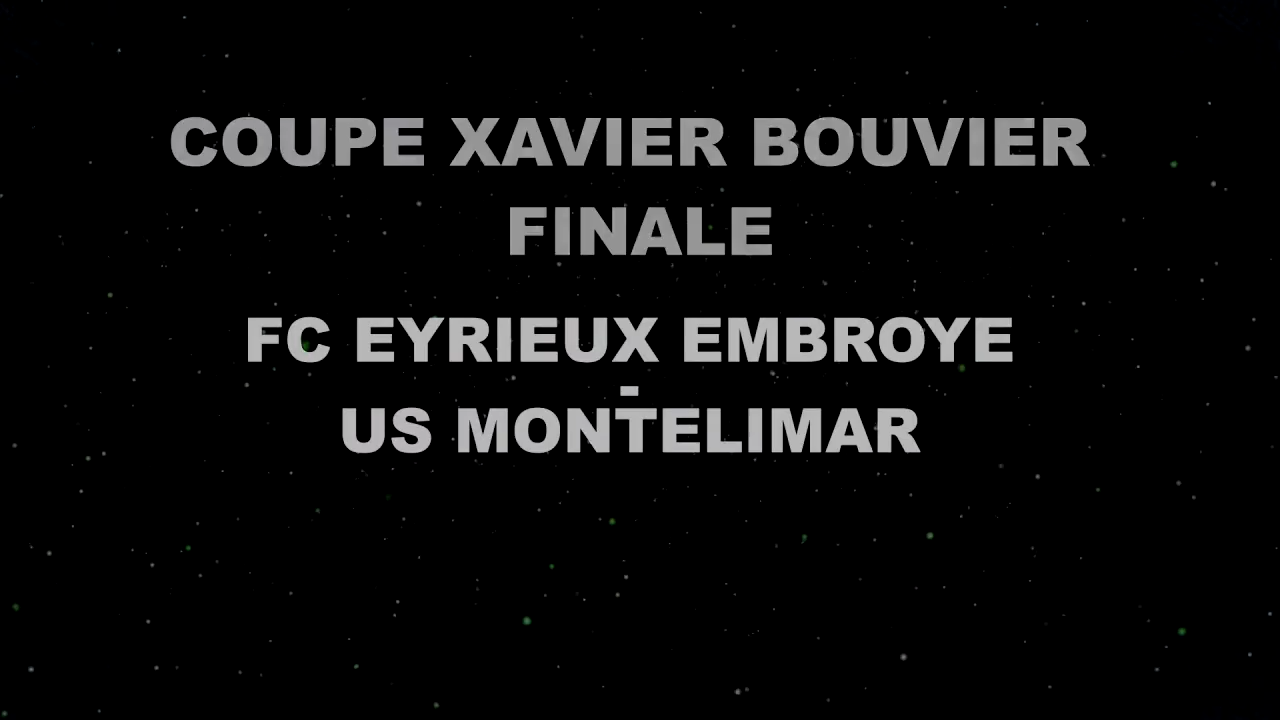 COUPE XAVIER BOUVIER
FINALE
FC EYRIEUX EMBROYE
-
US MONTELIMAR